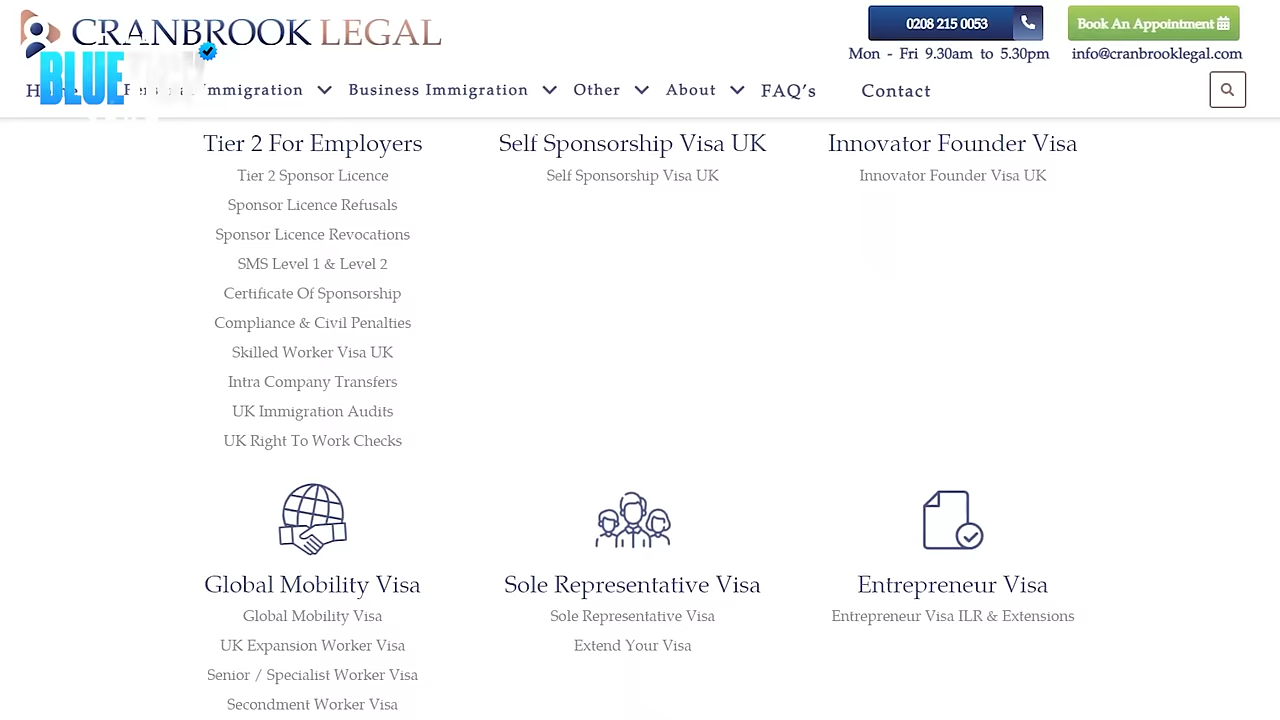 CRANBROOK LEGAL
0208 215 0053
Book An Appointment
Mon - Fri 9.30am to 5.30pm
info@cranbrooklegal.com
BLUE
Immigration
Business Immigration
Other
About
FAQ's
Contact
Tier 2 For Employers
Tier 2 Sponsor Licence
Sponsor Licence Refusals
Sponsor Licence Revocations
SMS Level 1 & Level 2
Certificate Of Sponsorship
Compliance & Civil Penalties
Skilled Worker Visa UK
Intra Company Transfers
UK Immigration Audits
UK Right To Work Checks
Self Sponsorship Visa UK
Self Sponsorship Visa UK
Innovator Founder Visa
Innovator Founder Visa UK
Global Mobility Visa
Global Mobility Visa
UK Expansion Worker Visa
Senior / Specialist Worker Visa
Secondment Worker Visa
Sole Representative Visa
Sole Representative Visa
Extend Your Visa
Entrepreneur Visa
Entrepreneur Visa ILR & Extensions